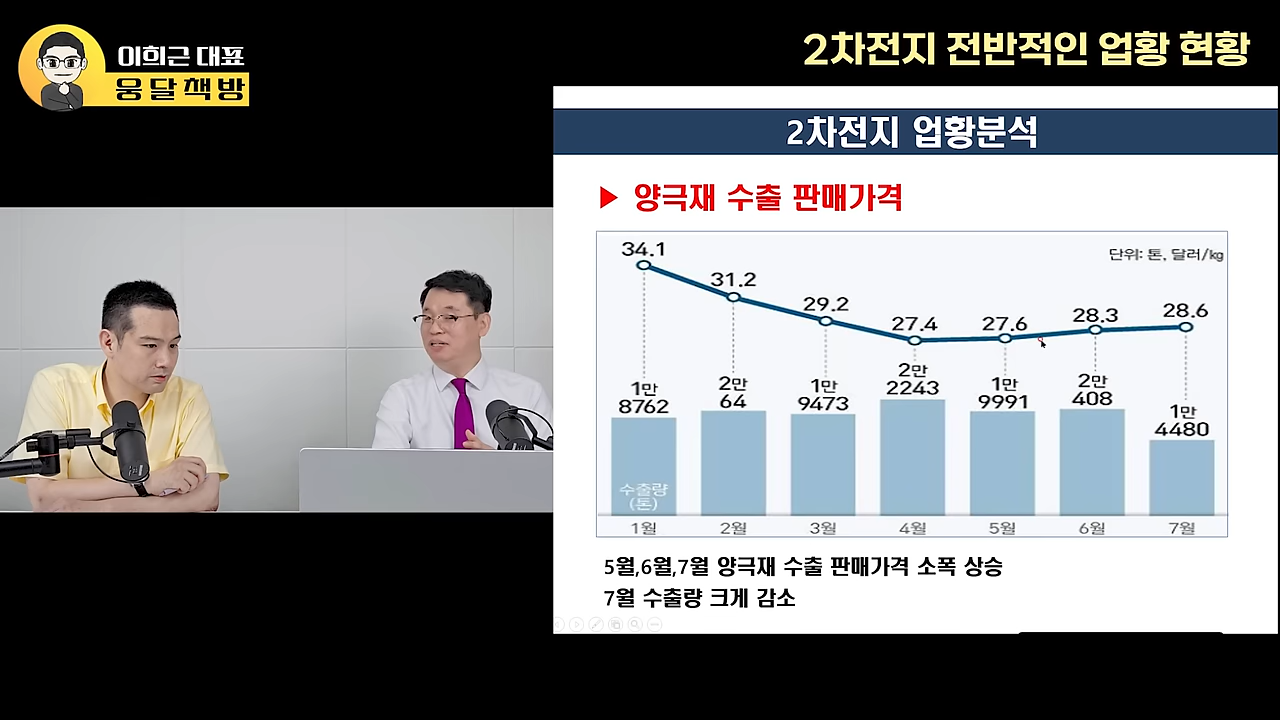 이희근 대표
웅달책방
2차전지 전반적인 업황 현황
2차전지 업황분석
▶ 양극재 수출 판매가격
단위: 톤, 달러/kg
34.1
31.2
29.2
27.4
27.6
28.3
28.6
1만
8762
2만
64
1만
9473
2만
2243
1만
9991
2만
408
1만
4480
수출량
(톤)
1월
2월
3월
4월
5월
6월
7월
5월,6월,7월 양극재 수출 판매가격 소폭 상승
7월 수출량 크게 감소